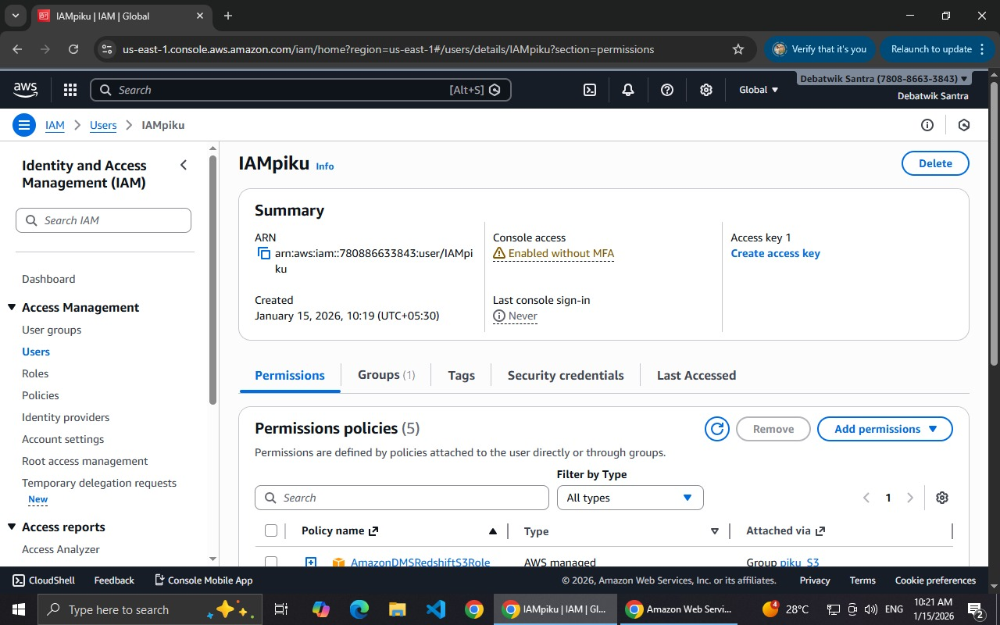 IAMpiku | IAM | Global
us-east-1.console.aws.amazon.com/iam/home?region=us-east-1#/users/details/IAMpiku?section=permissions
Verify that it's you
Relaunch to update
aws
Search
[Alt+S]
Global
Debatwik Santra (7808-8663-3843)
Debatwik Santra
IAM
Users
IAMpiku
Identity and Access
Management (IAM)
Search IAM
Dashboard
Access Management
User groups
Users
Roles
Policies
Identity providers
Account settings
Root access management
Temporary delegation requests
New
Access reports
Access Analyzer
IAMpiku Info
Delete
Summary
ARN
arn:aws:iam::780886633843:user/IAMpi
ku
Created
January 15, 2026, 10:19 (UTC+05:30)
Console access
Enabled without MFA
Last console sign-in
Never
Access key 1
Create access key
Permissions
Groups (1)
Tags
Security credentials
Last Accessed
Permissions policies (5)
Remove
Add permissions
Permissions are defined by policies attached to the user directly or through groups.
Filter by Type
Search
All types
1
Policy name
Type
Attached via
AmazonDMSRedshiftS3Role
AWS managed
Group piku_S3
CloudShell
Feedback
Console Mobile App
© 2026, Amazon Web Services, Inc. or its affiliates.
Privacy
Terms
Cookie preferences
Type here to search
IAMpiku | IAM | Gl...
Amazon Web Servi...
4
28°C
ENG
10:21 AM
1/15/2026
2